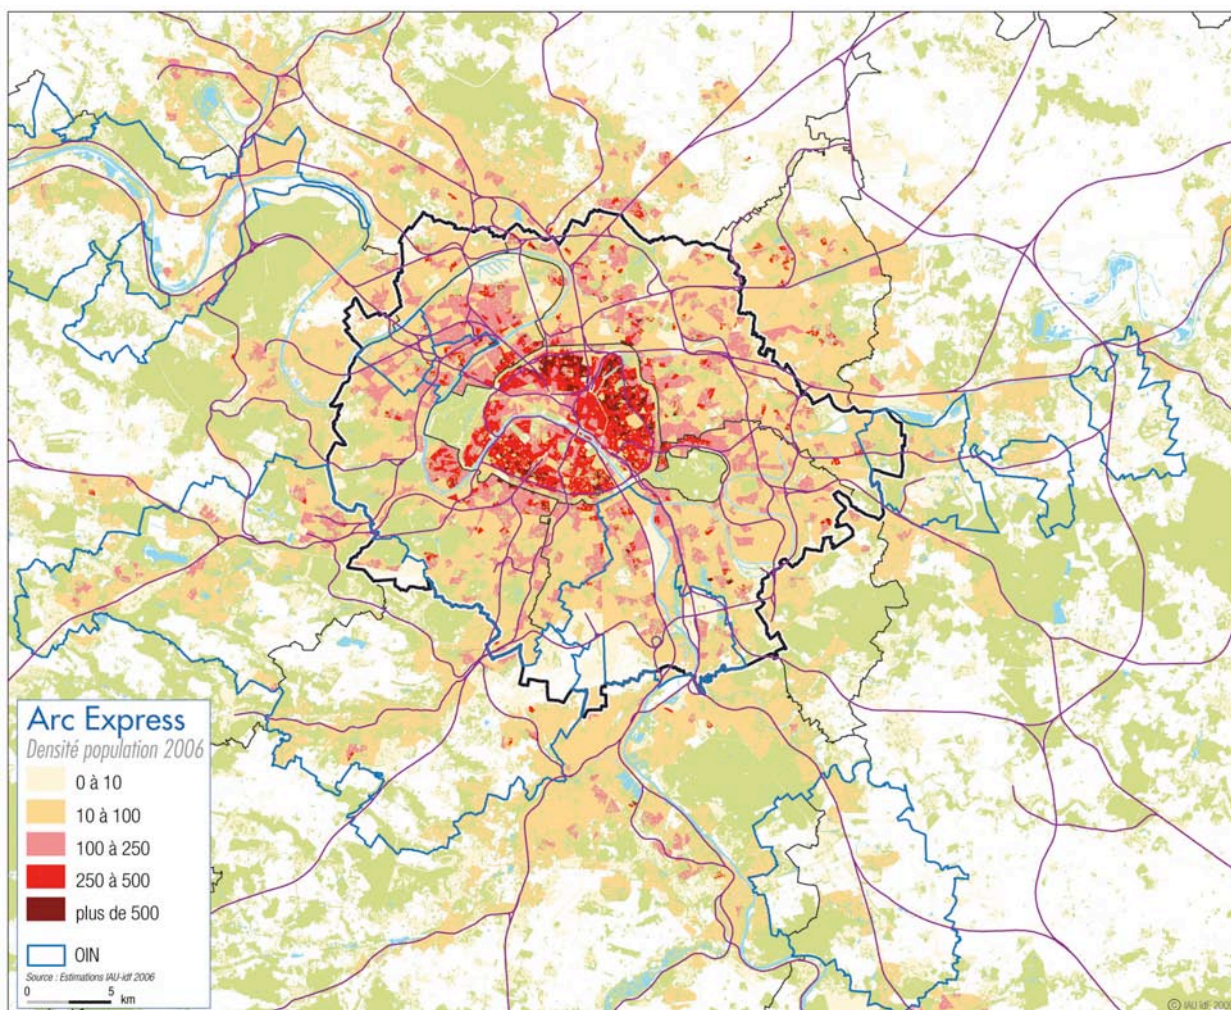 Arc Express
Densité population 2006
0 à 10
10 à 100
100 à 250
250 à 500
plus de 500
OIN
Source : Estimations IAU-idf 2006
0 5
km